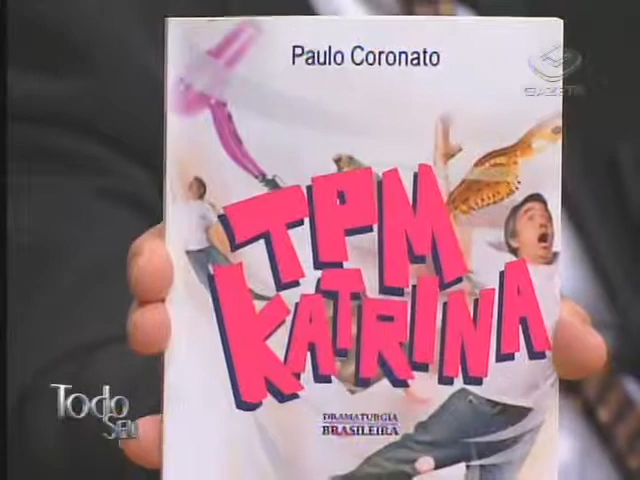 Paulo Coronato
GAZETA
TPM
KATRINA
DRAMATURGIA
BRASILEIRA
Todo
Seu